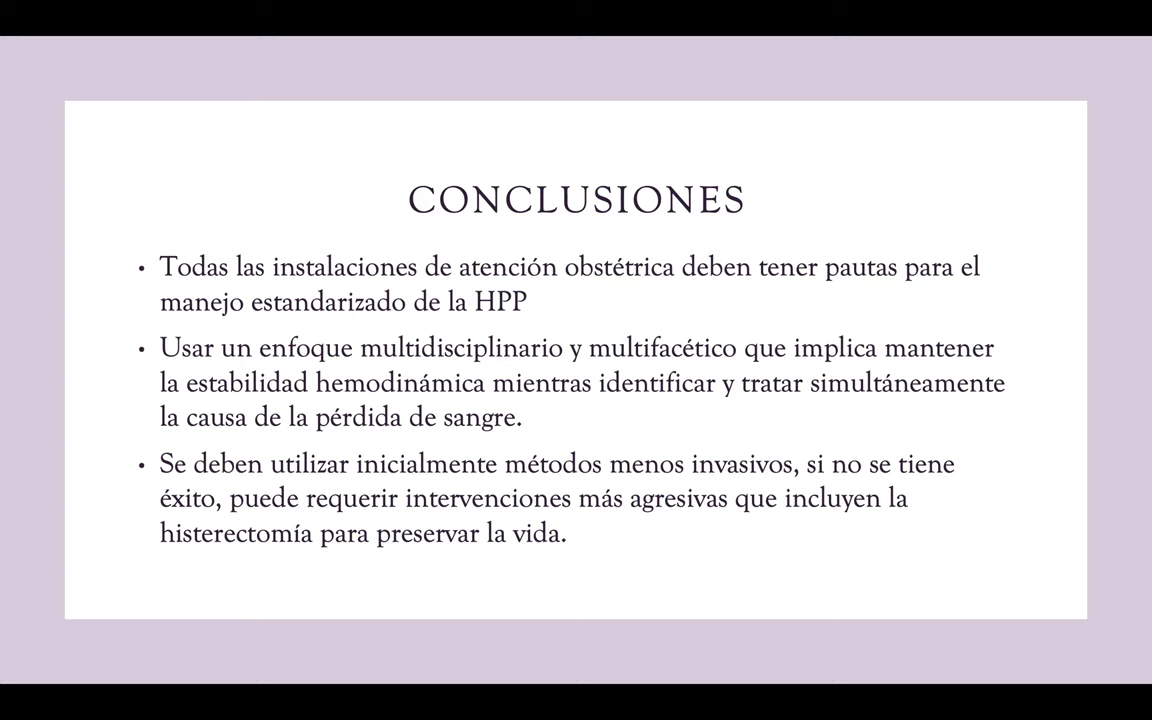 CONCLUSIONES
• Todas las instalaciones de atención obstétrica deben tener pautas para el
manejo estandarizado de la HPP
• Usar un enfoque multidisciplinario y multifacético que implica mantener
la estabilidad hemodinámica mientras identificar y tratar simultáneamente
la causa de la pérdida de sangre.
• Se deben utilizar inicialmente métodos menos invasivos, si no se tiene
éxito, puede requerir intervenciones más agresivas que incluyen la
histerectomía para preservar la vida.